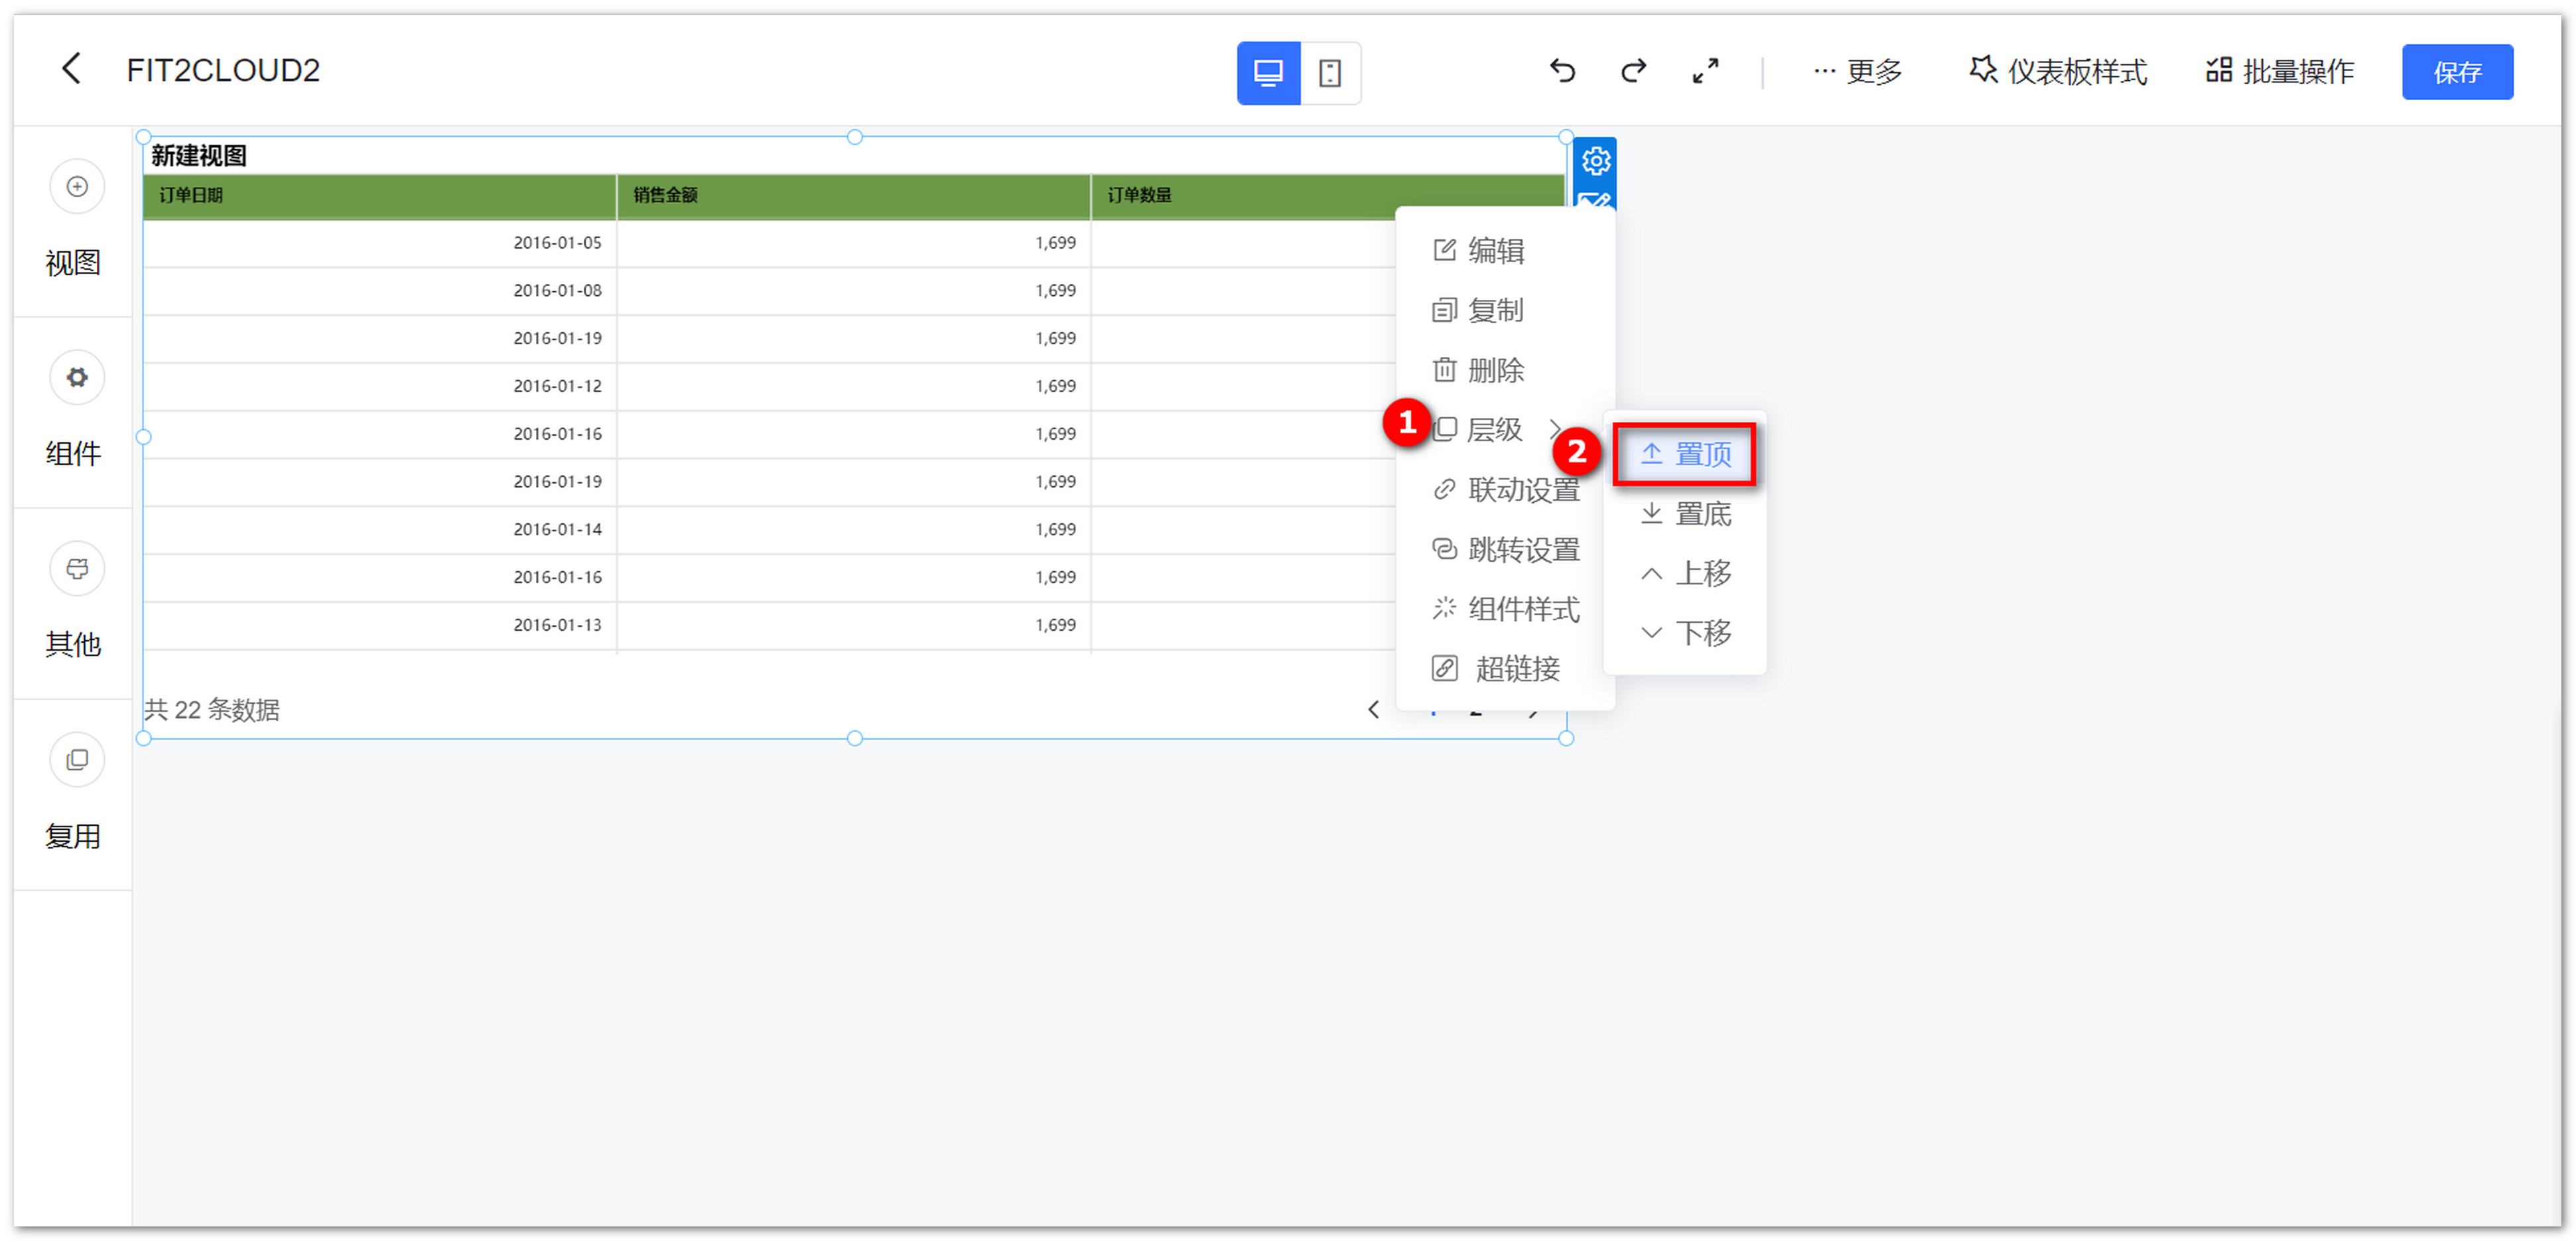 FIT2CLOUD2
··· 更多
仪表板样式
批量操作
保存
视图
组件
其他
复用
新建视图
订单日期 销售金额 订单数量
2016-01-05 1,699
2016-01-08 1,699
2016-01-19 1,699
2016-01-12 1,699
2016-01-16 1,699
2016-01-19 1,699
2016-01-14 1,699
2016-01-16 1,699
2016-01-13 1,699
共 22 条数据
编辑
复制
删除
1 层级
联动设置
跳转设置
组件样式
超链接
2 置顶
置底
上移
下移